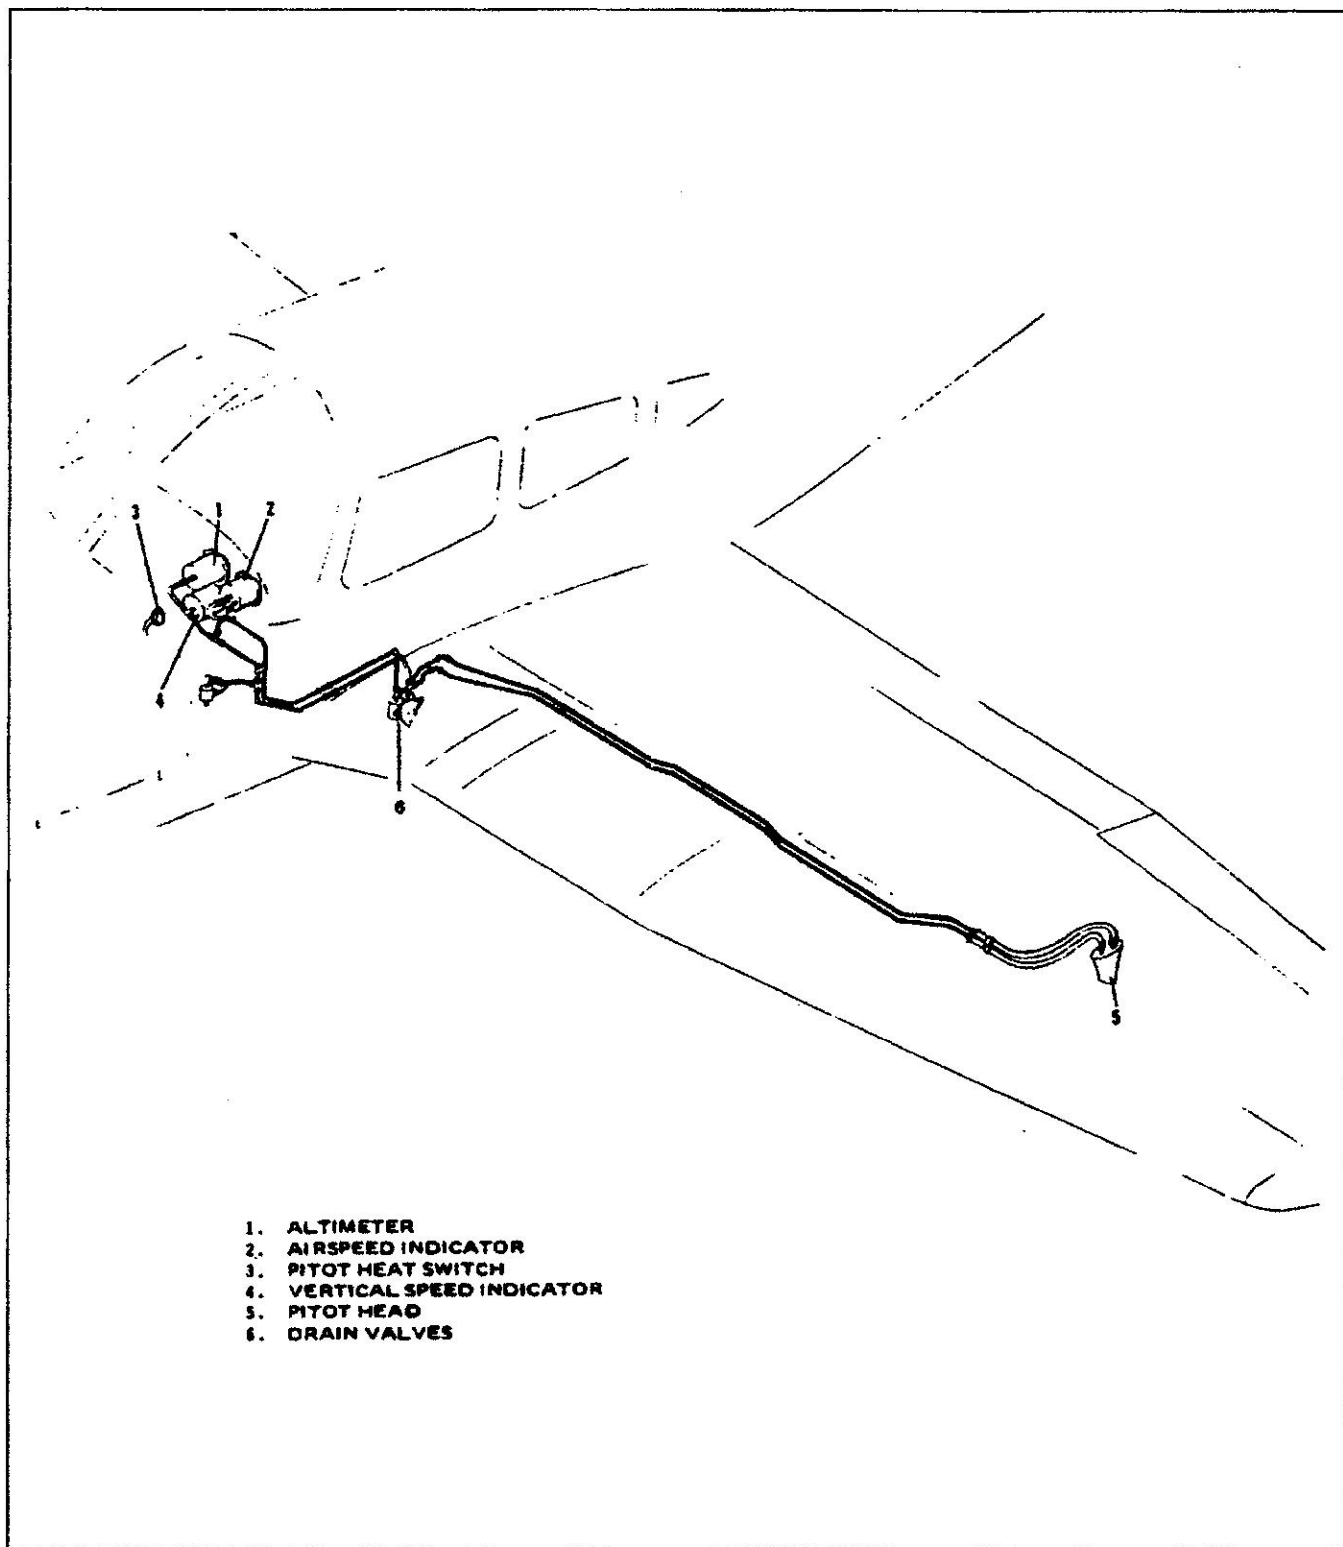 3
1
2
4
6
5
1. ALTIMETER
2. AIRSPEED INDICATOR
3. PITOT HEAT SWITCH
4. VERTICAL SPEED INDICATOR
5. PITOT HEAD
6. DRAIN VALVES